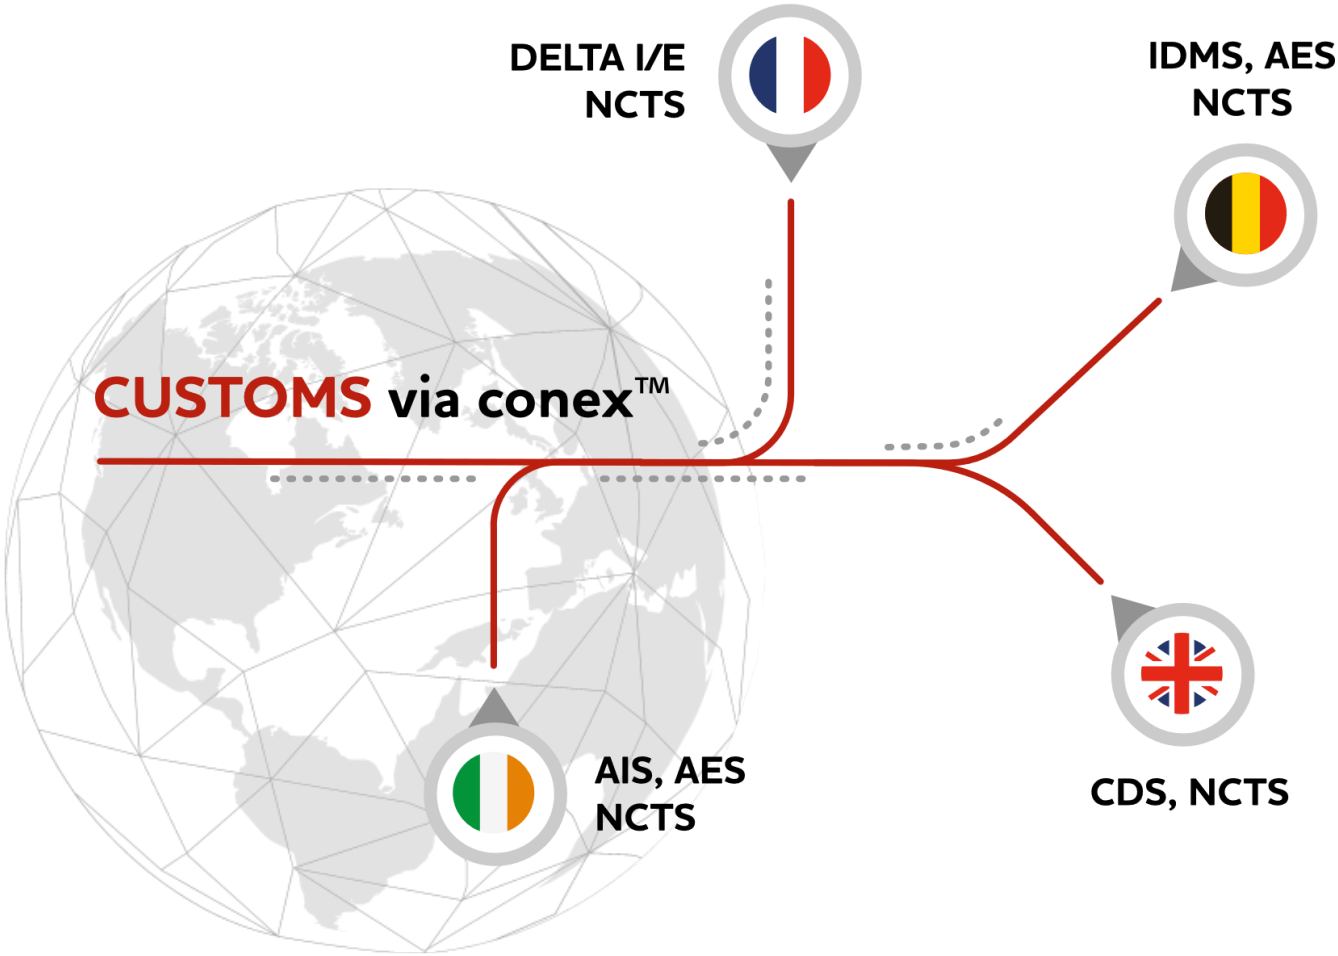 DELTA I/E
NCTS
IDMS, AES
NCTS
CUSTOMS via conex™
AIS, AES
NCTS
CDS, NCTS